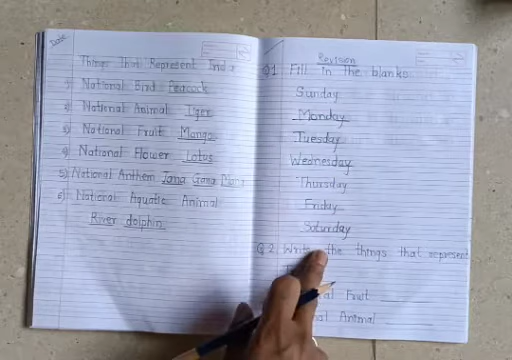 Date
Things That Represent India
1) National Bird Peacock
2) National Animal Tiger
3) National Fruit Mango
4) National Flower Lotus
5) National Anthem Jana Gana Mana
6) National Aquatic Animal
River dolphin
Revision
Q1 Fill in the blanks
Sunday
Monday
Tuesday
Wednesday
Thursday
Friday
Saturday
Q2 Write the things that represent
al Fruit
nal Animal